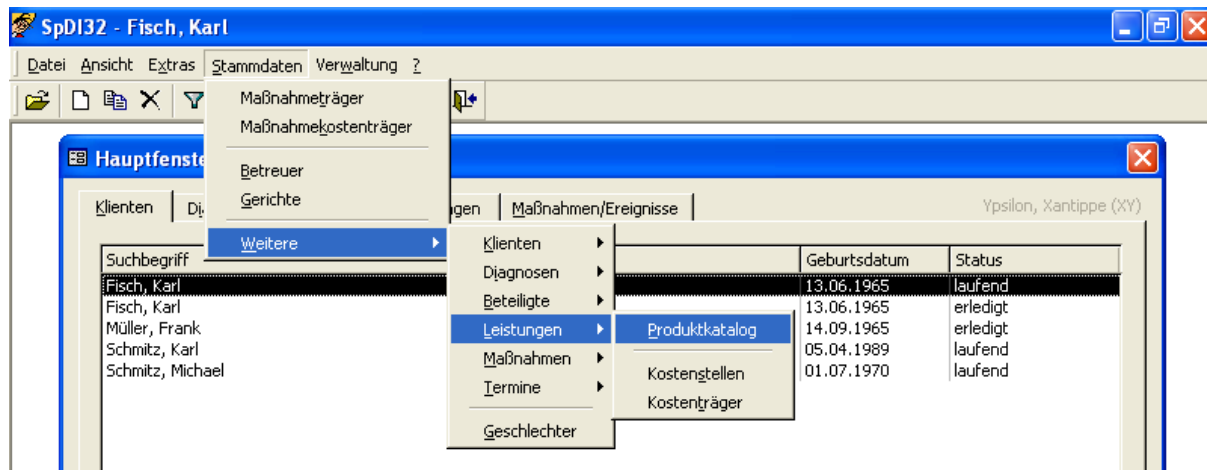 SpDI32 - Fisch, Karl
Datei Ansicht Extras Stammdaten Verwaltung ?
Maßnahmeträger
Maßnahmekostenträger
Betreuer
Gerichte
Weitere
Hauptfenste
Klienten Di gen Maßnahmen/Ereignisse Ypsilon, Xantippe (XY)
Suchbegriff Geburtsdatum Status
Fisch, Karl 13.06.1965 laufend
Fisch, Karl 13.06.1965 erledigt
Müller, Frank 14.09.1965 erledigt
Schmitz, Karl 05.04.1989 laufend
Schmitz, Michael 01.07.1970 laufend
Klienten
Diagnosen
Beteiligte
Leistungen
Maßnahmen
Termine
Geschlechter
Produktkatalog
Kostenstellen
Kostenträger